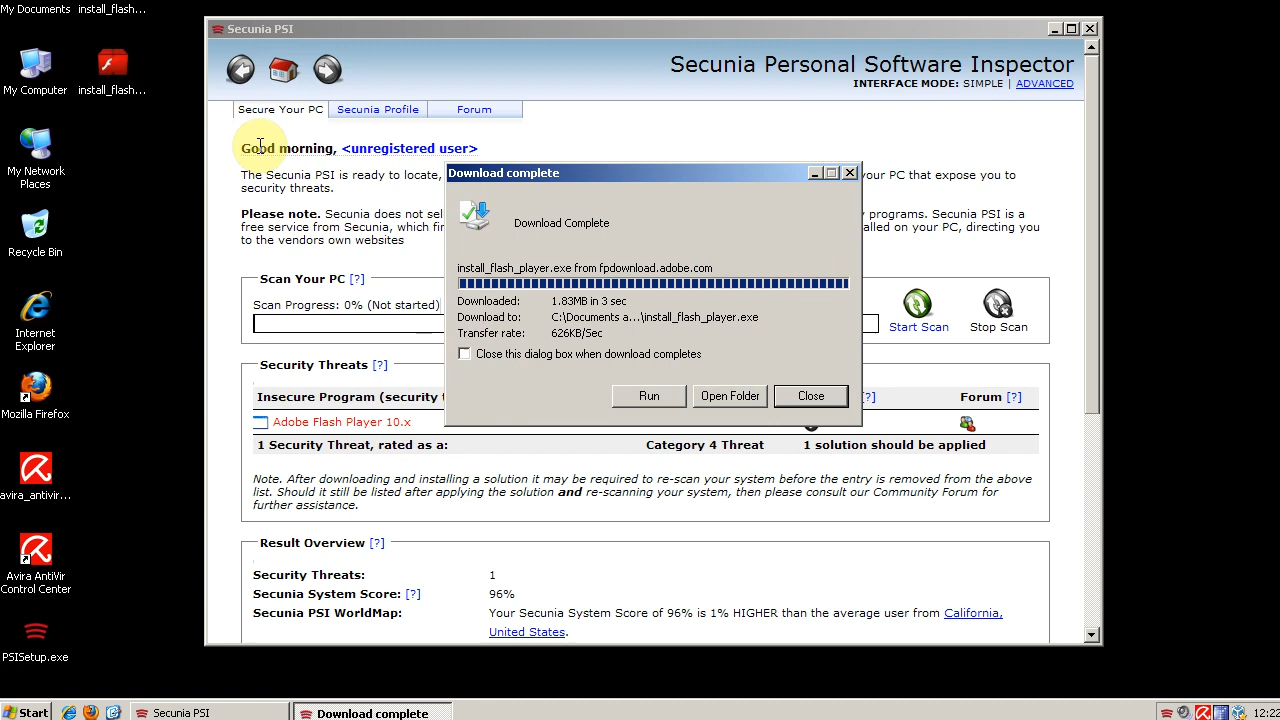 My Documents install_flash...
My Computer
install_flash...
My Network
Places
Recycle Bin
Internet
Explorer
Mozilla Firefox
avira_antivir...
Avira AntiVir
Control Center
PSISetup.exe
Secunia PSI
Secunia Personal Software Inspector
INTERFACE MODE: SIMPLE | ADVANCED
Secure Your PC
Secunia Profile
Forum
Good morning, <unregistered user>
The Secunia PSI is ready to locate,
your PC that expose you to
security threats.
Please note. Secunia does not sel
programs. Secunia PSI is a
free service from Secunia, which fin
alled on your PC, directing you
to the vendors own websites
Scan Your PC [?]
Scan Progress: 0% (Not started)
Start Scan
Stop Scan
Download complete
Download Complete
install_flash_player.exe from fpdownload.adobe.com
Downloaded: 1.83MB in 3 sec
Download to: C:\Documents a...\install_flash_player.exe
Transfer rate: 626KB/Sec
Close this dialog box when download completes
Run
Open Folder
Close
Security Threats [?]
Insecure Program (security t
[?]
Forum [?]
Adobe Flash Player 10.x
1 Security Threat, rated as a: Category 4 Threat 1 solution should be applied
Note. After downloading and installing a solution it may be required to re-scan your system before the entry is removed from the above
list. Should it still be listed after applying the solution and re-scanning your system, then please consult our Community Forum for
further assistance.
Result Overview [?]
Security Threats: 1
Secunia System Score: [?] 96%
Secunia PSI WorldMap: Your Secunia System Score of 96% is 1% HIGHER than the average user from California,
United States.
Start
Secunia PSI
Download complete
12:22